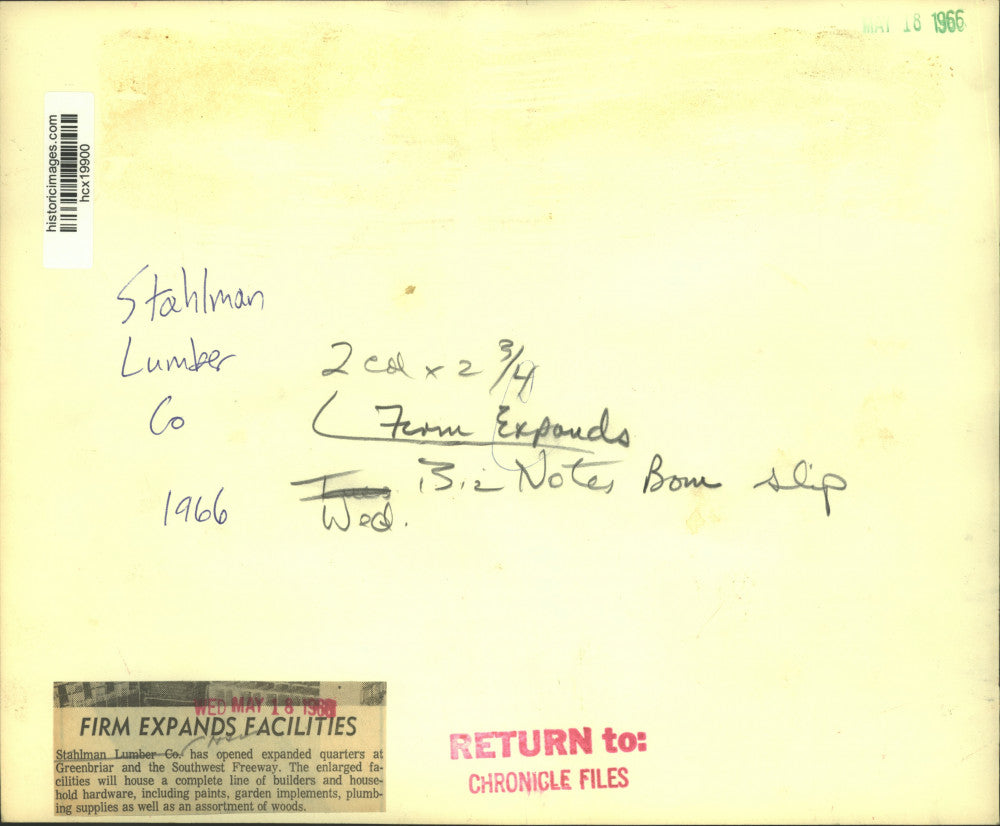 MAY 18 1966
historicimages.com
hcx19900
Stahlman
Lumber
Co
1966
2 col x 2 3/4
Firm Expands
Tues Biz Notes Bom slip
Wed.
WED MAY 18 1966
FIRM EXPANDS FACILITIES
Stahlman Lumber Co. has opened expanded quarters at
Greenbriar and the Southwest Freeway. The enlarged fa-
cilities will house a complete line of builders and house-
hold hardware, including paints, garden implements, plumb-
ing supplies as well as an assortment of woods.
RETURN to:
CHRONICLE FILES